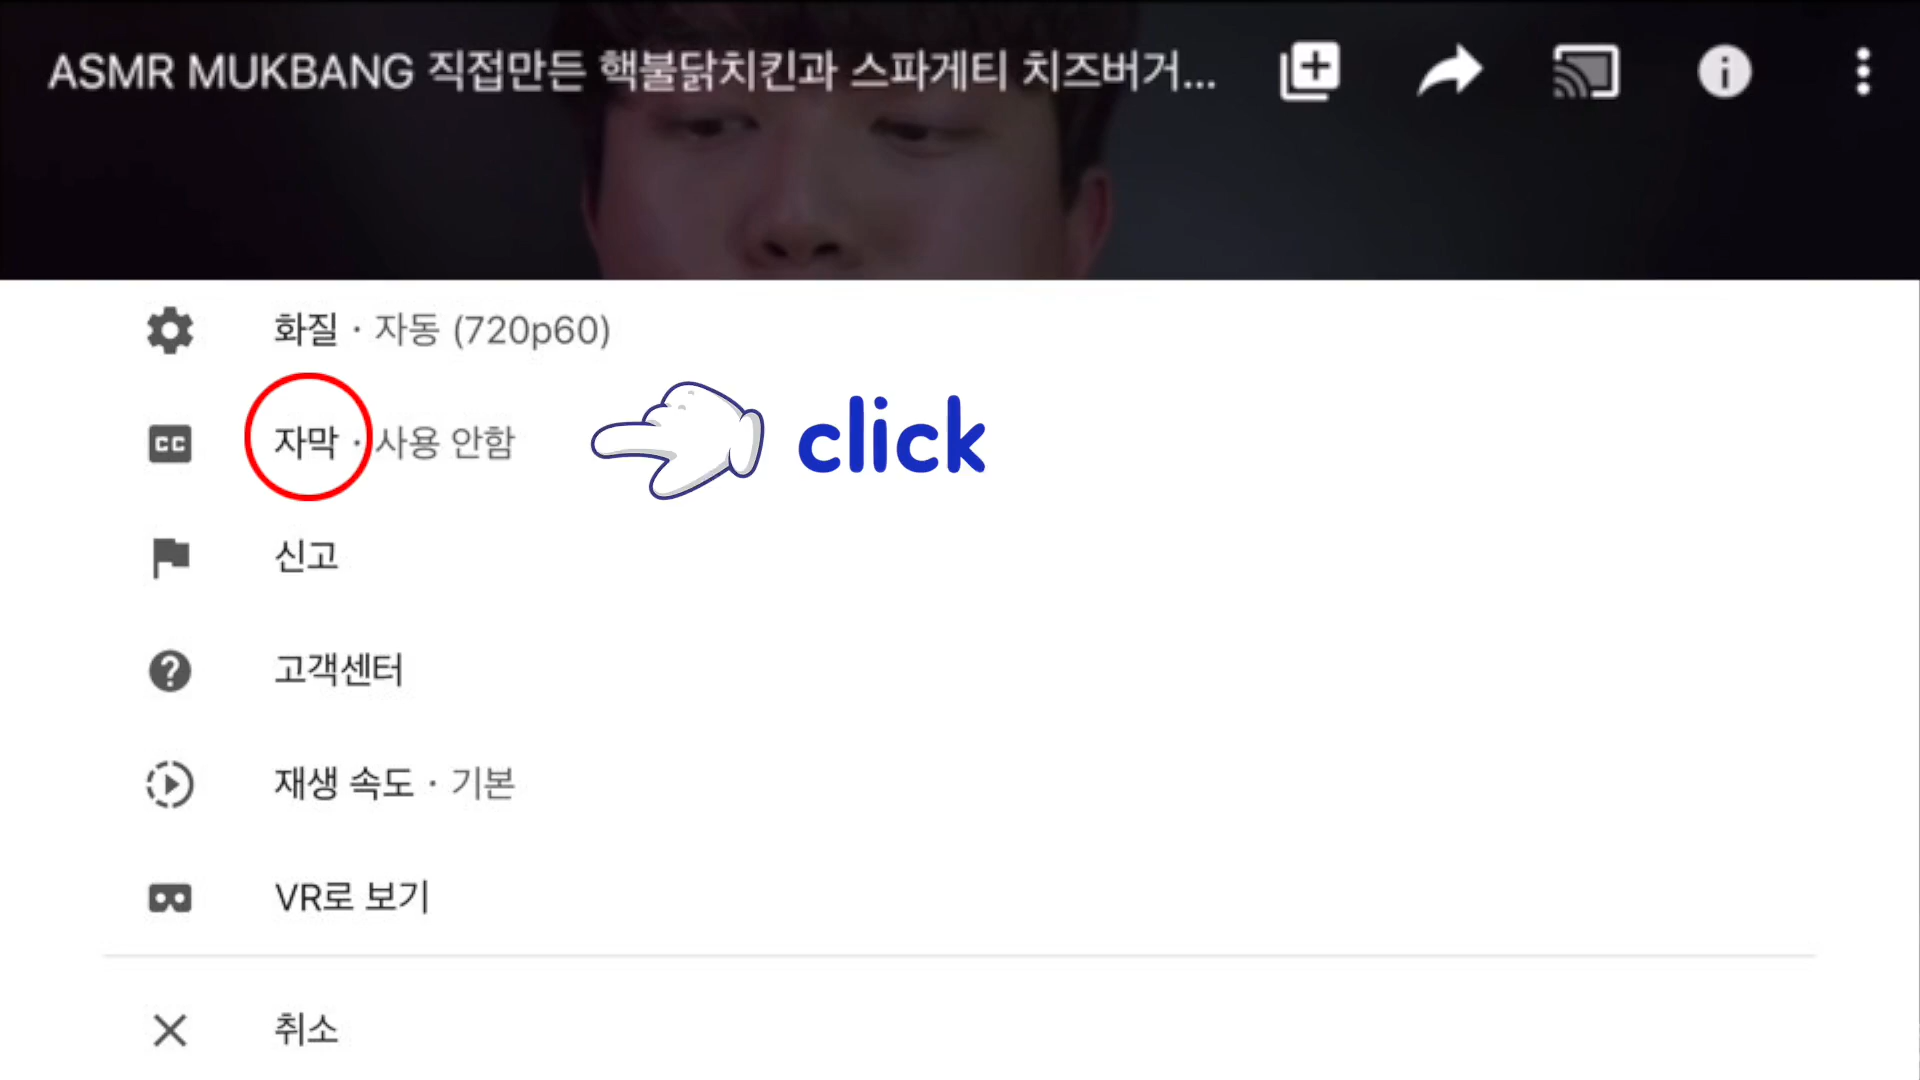 ASMR MUKBANG 직접만든 핵불닭치킨과 스파게티 치즈버거...
화질 · 자동 (720p60)
CC 자막 · 사용 안함 click
신고
고객센터
재생 속도 · 기본
VR로 보기
취소